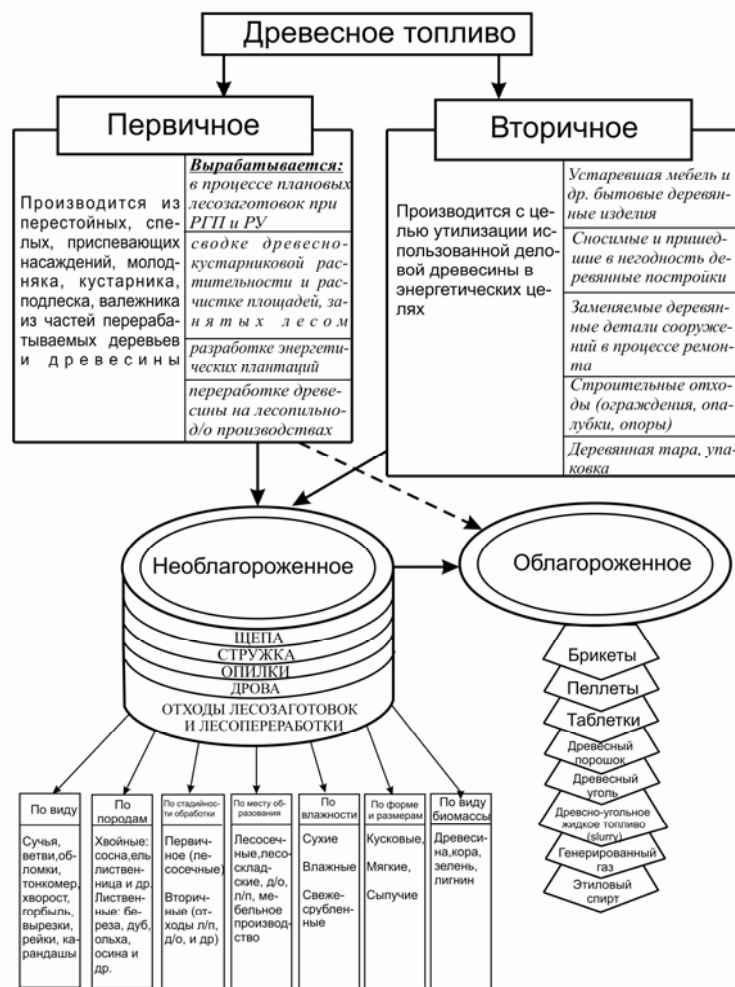 Древесное топливо
Первичное
Производится из
перестойных, спе-
лых, приспевающих
насаждений, молод-
няка, кустарника,
подлеска, валежника
из частей перераба-
тываемых деревьев
и древесины
Вырабатывается:
в процессе плановых
лесозаготовок при
РГП и РУ
сводке древесно-
кустарниковой рас-
тительности и рас-
чистке площадей, за-
нятых лесом
разработке энергети-
ческих плантаций
переработке древе-
сины на лесопильно-
д/о производствах
Вторичное
Производится с це-
лью утилизации ис-
пользованной дело-
вой древесины в
энергетических це-
лях
Устаревшая мебель и
др. бытовые деревян-
ные изделия
Сносимые и пришед-
шие в негодность де-
ревянные постройки
Заменяемые деревян-
ные детали сооруже-
ний в процессе ремон-
та
Строительные отхо-
ды (ограждения, опа-
лубки, опоры)
Деревянная тара, упа-
ковка
Необлагороженное
ЩЕПА
СТРУЖКА
ОПИЛКИ
ДРОВА
ОТХОДЫ ЛЕСОЗАГОТОВОК
И ЛЕСОПЕРЕРАБОТКИ
Облагороженное
Брикеты
Пеллеты
Таблетки
Древесный
порошок
Древесный
уголь
Древсно-угольное
жидкое топливо
(slurry)
Генерированный
газ
Этиловый
спирт
По виду
Сучья,
ветви,об-
ломки,
тонкомер,
хворост,
горбыль,
вырезки,
рейки, ка-
рандашы
По
породам
Хвойные:
сосна,ель,
листвен-
ница и др.
Листвен-
ные: бе-
реза, дуб,
ольха,
осина и
др.
По стадийнос-
ти обработки
Первич-
ное (ле-
сосечные)
Вторич-
ные (от-
ходы л/п,
д/о, и др)
По месту об-
разования
Лесосеч-
ные,лесо-
склад-
ские, д/о,
л/п, ме-
бельное
производ-
ство
По
влажности
Сухие
Влажные
Свеже-
срублен-
ные
По форме
и размерам
Кусковые,
Мягкие,
Сыпучие
По виду
биомассы
Древеси-
на,кора,
зелень,
лигнин